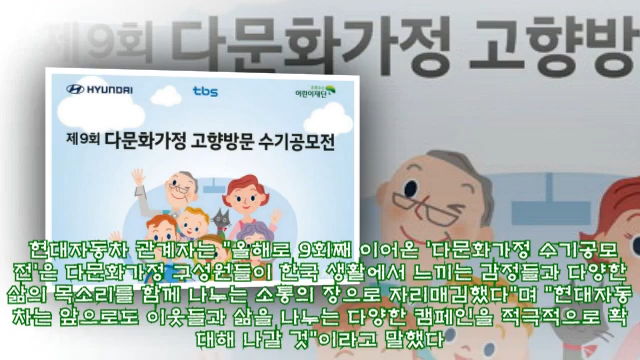 제9회 다문화가정 고향방
HYUNDAI
tbs
어린이재단
제9회 다문화가정 고향방문 수기공모전
현대자동차 관계자는 "올해로 9회째 이어온 '다문화가정 수기공모
전'은 다문화가정 구성원들이 한국 생활에서 느끼는 감정들과 다양한
삶의 목소리를 함께 나누는 소통의 장으로 자리매김했다"며 "현대자동
차는 앞으로도 이웃들과 삶을 나누는 다양한 캠페인을 적극적으로 확
대해 나갈 것"이라고 말했다